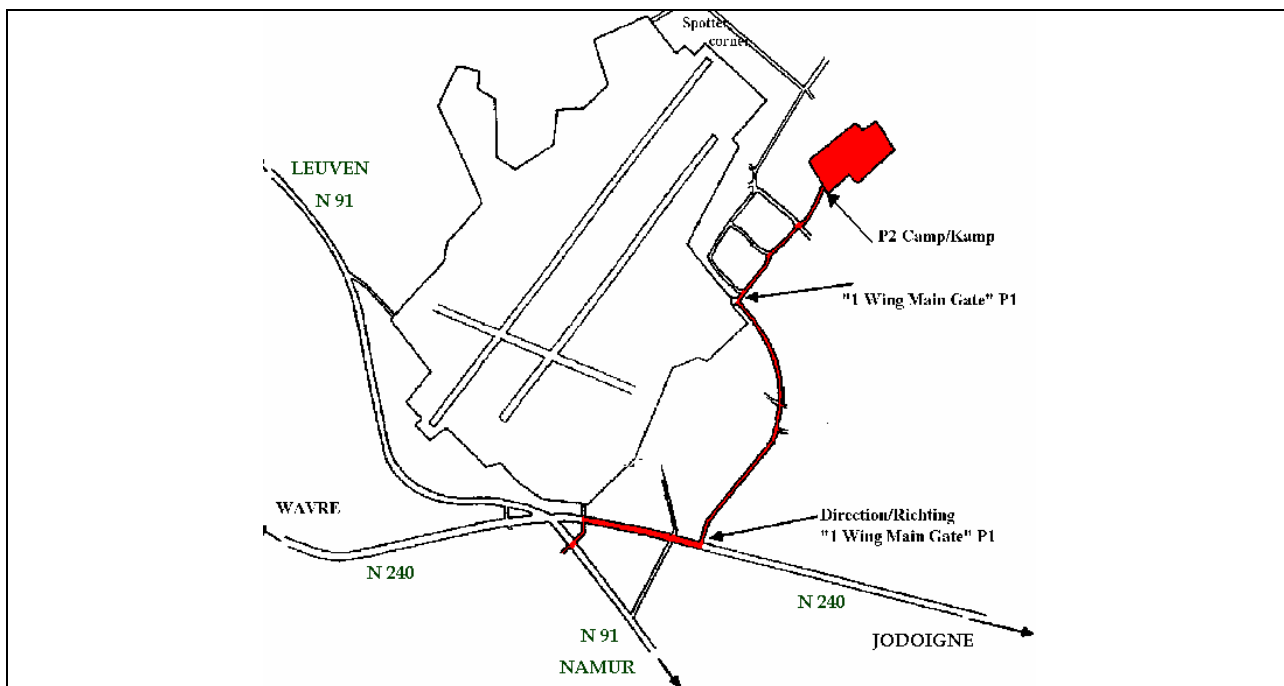 Spotter
corner
LEUVEN
N 91
P2 Camp/Kamp
"1 Wing Main Gate" P1
WAVRE
Direction/Richting
"1 Wing Main Gate" P1
N 240
N 240
N 91
NAMUR
JODOIGNE